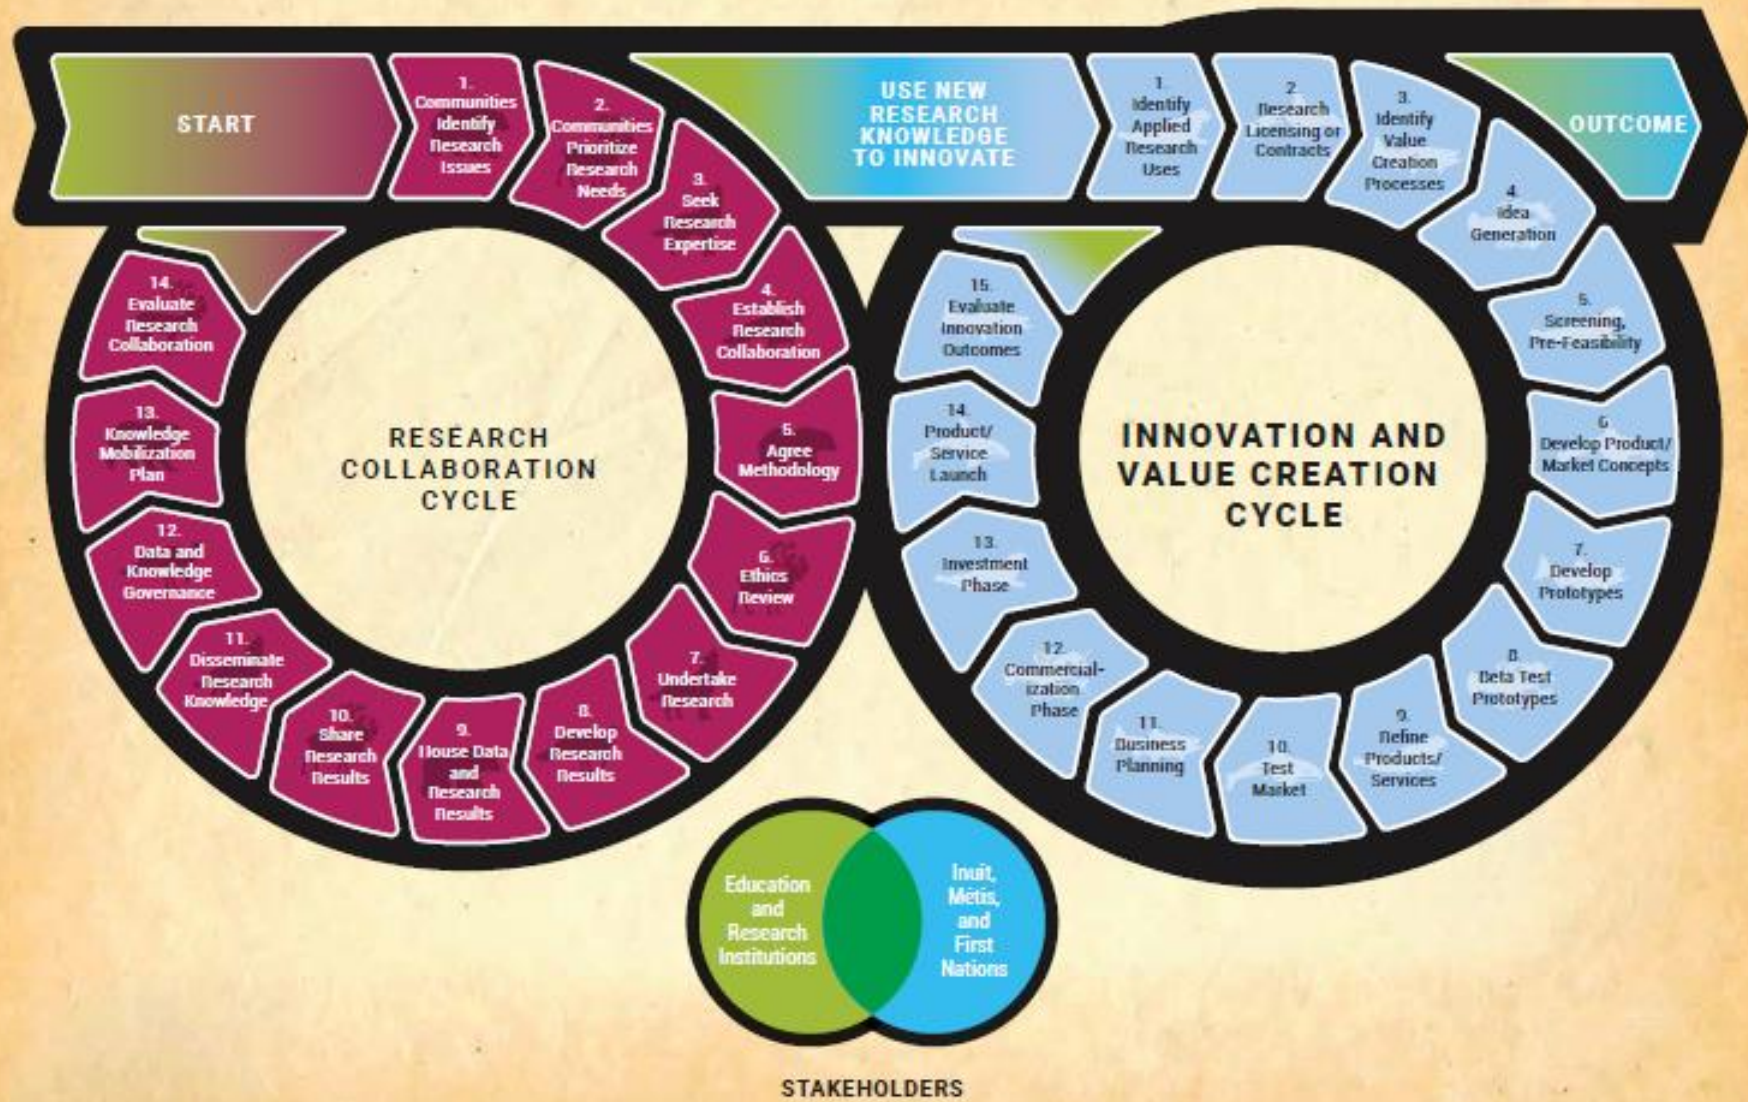 START
1.
Communities
Identify
Research
Issues
2.
Communities
Prioritize
Research
Needs
3.
Seek
Research
Expertise
4.
Establish
Research
Collaboration
5.
Agree
Methodology
6.
Ethics
Review
7.
Undertake
Research
8.
Develop
Research
Results
9.
House Data
and
Research
Results
10.
Share
Research
Results
11.
Disseminate
Research
Knowledge
12.
Data and
Knowledge
Governance
13.
Knowledge
Mobilization
Plan
14.
Evaluate
Research
Collaboration
RESEARCH
COLLABORATION
CYCLE
USE NEW
RESEARCH
KNOWLEDGE
TO INNOVATE
1.
Identify
Applied
Research
Uses
2
Research
Licensing or
Contracts
3.
Identify
Value
Creation
Processes
4.
Idea
Generation
5.
Screening,
Pre-Feasibility
6
Develop Product/
Market Concepts
7.
Develop
Prototypes
8.
Beta Test
Prototypes
9.
Refine
Products/
Services
10.
Test
Market
11.
Business
Planning
12.
Commercial-
ization
Phase
13.
Investment
Phase
14.
Product/
Service
Launch
15.
Evaluate
Innovation
Outcomes
INNOVATION AND
VALUE CREATION
CYCLE
OUTCOME
Education
and
Research
Institutions
Inuit,
Métis,
and
First
Nations
STAKEHOLDERS